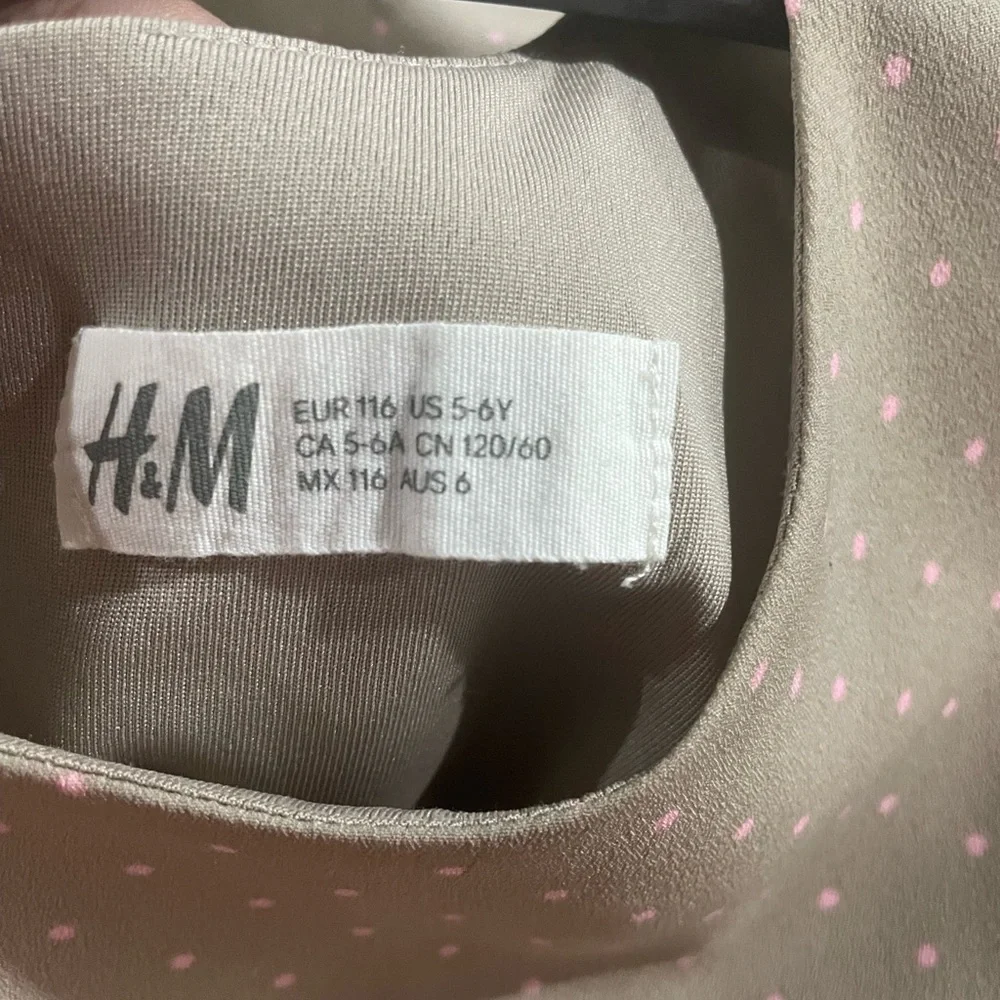 H&M
EUR 116 US 5-6Y
CA 5-6A CN 120/60
MX 116 AUS 6